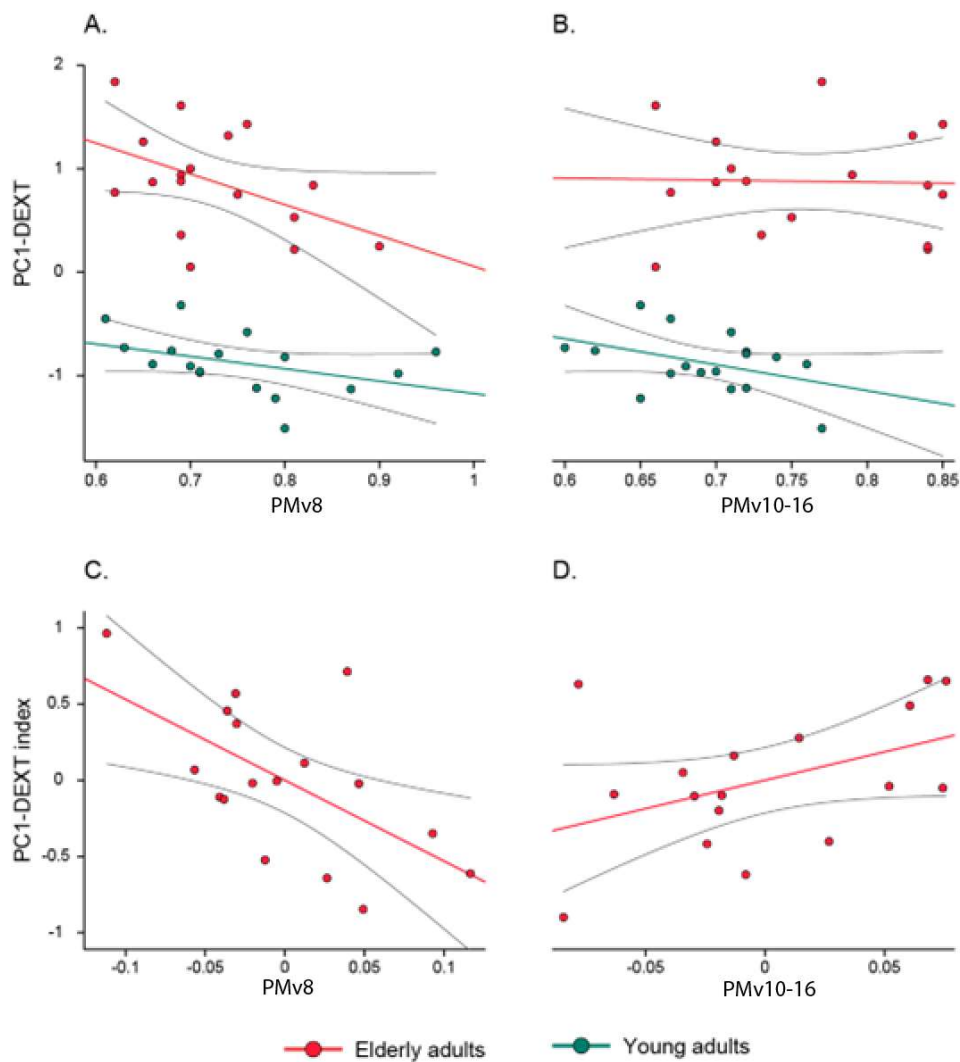 A.
B.
PC1-DEXT
2
1
0
-1
0.6 0.7 0.8 0.9 1
PMv8
0.6 0.65 0.7 0.75 0.8 0.85
PMv10-16
C.
D.
PC1-DEXT index
1
0.5
0
-0.5
-1
-0.1 -0.05 0 0.05 0.1
PMv8
-0.05 0 0.05
PMv10-16
Elderly adults
Young adults